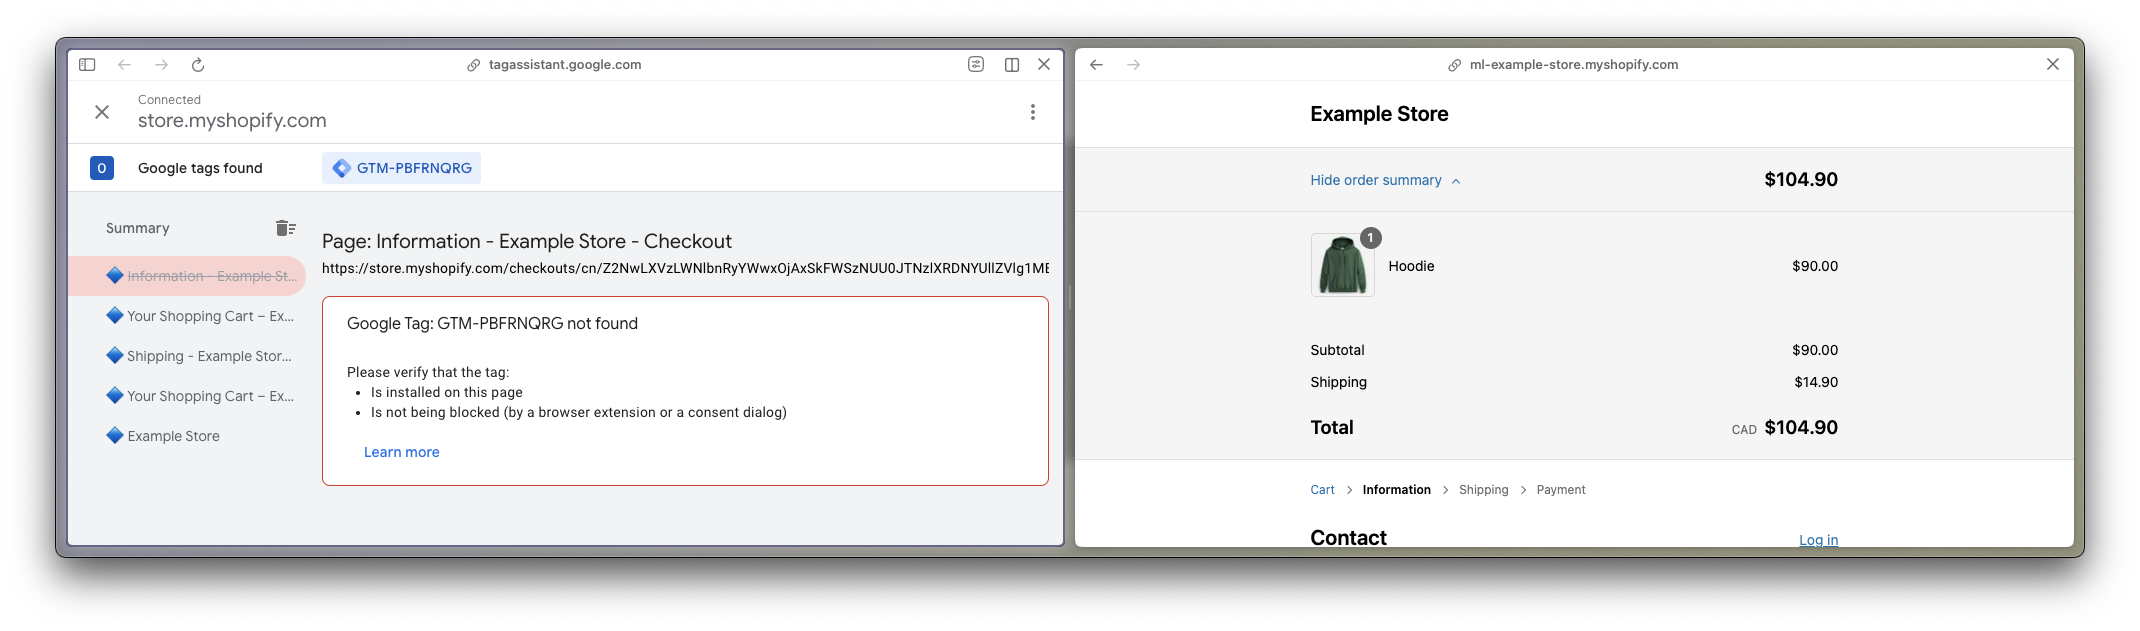 tagassistant.google.com
Connected
store.myshopify.com
0 Google tags found GTM-PBFRNQRG
Summary
Information - Example St...
Your Shopping Cart – Ex...
Shipping - Example Stor...
Your Shopping Cart – Ex...
Example Store
Page: Information - Example Store - Checkout
https://store.myshopify.com/checkouts/cn/Z2NwLXVzLWNlbnRyYWwxOjAxSkFWSzNUU0JTNzlXRDNYUllZVlg1ME
Google Tag: GTM-PBFRNQRG not found
Please verify that the tag:
• Is installed on this page
• Is not being blocked (by a browser extension or a consent dialog)
Learn more
ml-example-store.myshopify.com
Example Store
Hide order summary $104.90
1
Hoodie $90.00
Subtotal $90.00
Shipping $14.90
Total CAD $104.90
Cart > Information > Shipping > Payment
Contact Log in